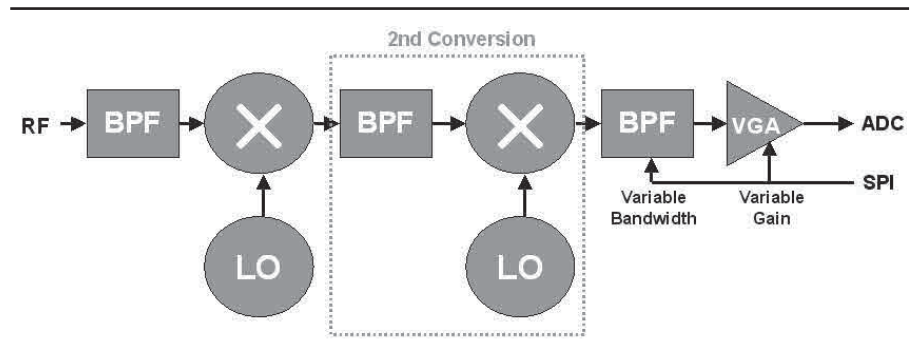 2nd Conversion
RF
BPF
BPF
BPF
VGA
ADC
SPI
Variable
Bandwidth
Variable
Gain
LO
LO